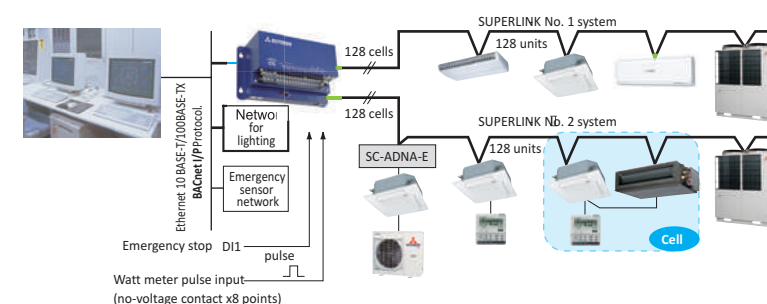 SUPERLINK No. 1 system
128 cells
128 units
128 cells
SUPERLINK No. 2 system
128 units
Ethernet 10 BASE-T/100BASE-TX
BACnet I/P Protocol.
Networ
for
lighting
Emergency
sensor
network
SC-ADNA-E
Cell
Emergency stop DI1
pulse
Watt meter pulse input
(no-voltage contact x8 points)